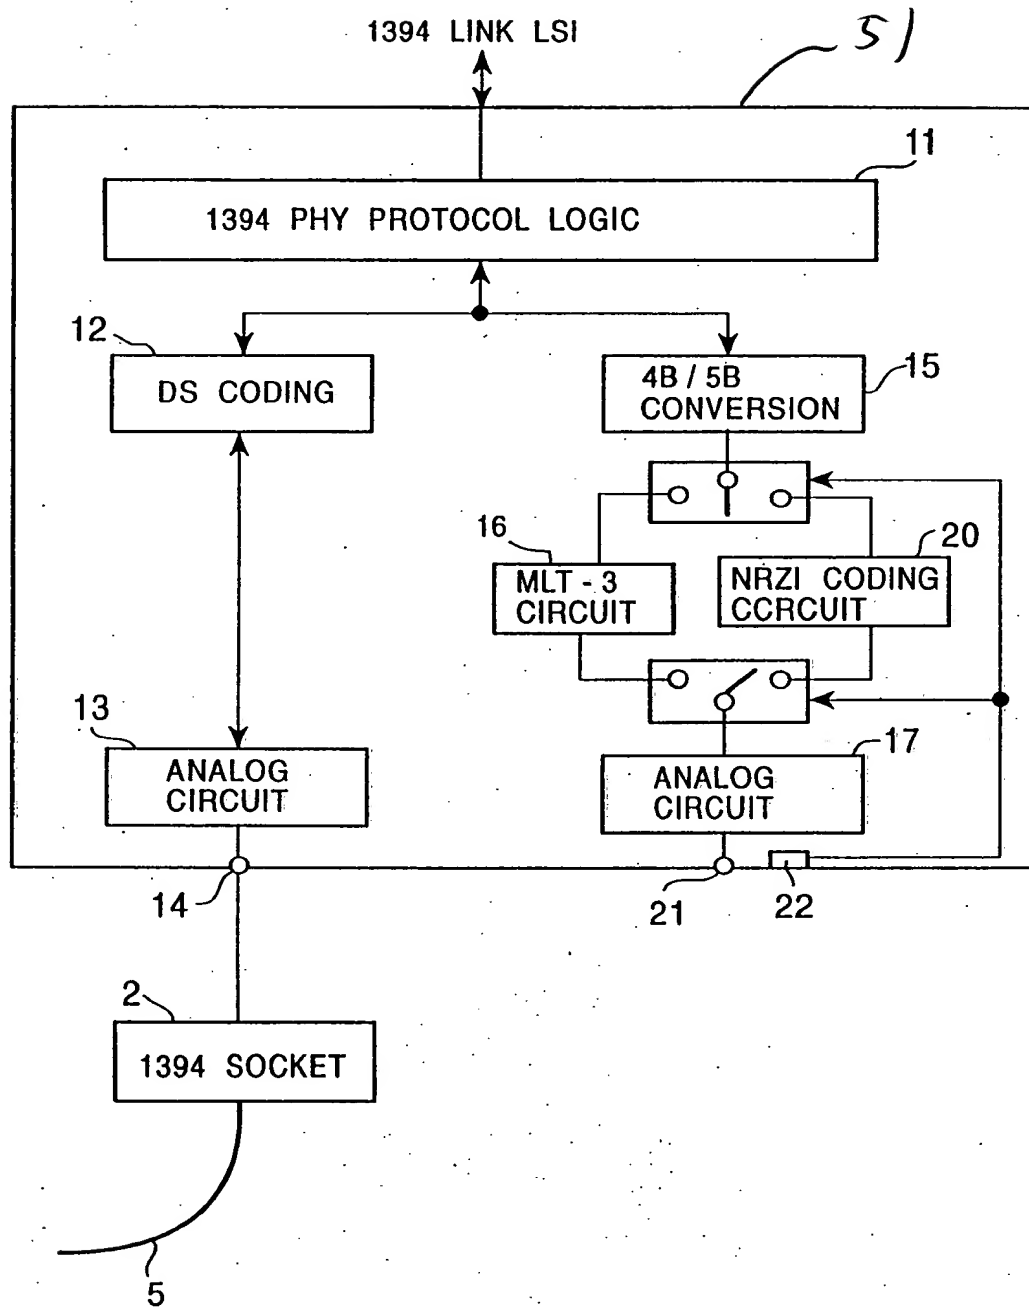 1394 LINK LSI
51
11
1394 PHY PROTOCOL LOGIC
12
DS CODING
4B / 5B
CONVERSION
15
16
MLT - 3
CIRCUIT
20
NRZI CODING
CCRCUIT
13
ANALOG
CIRCUIT
17
ANALOG
CIRCUIT
14
21
22
2
1394 SOCKET
5